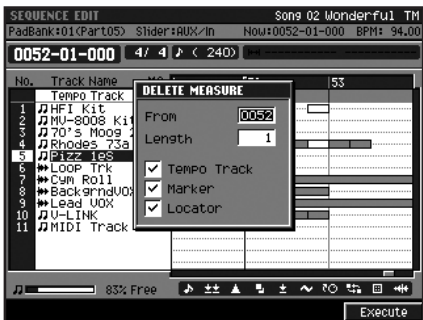 SEQUENCE EDIT Song 02 Wonderful TM
PadBank:01(Part05) Slider:AUX/In Now:0052-01-000 BPM: 94.00
0052-01-000 4/ 4 ♪ ( 240)
No. Track Name 53
Tempo Track
1 HFI Kit
2 MV-8008 Kit
3 70's Moog 2
4 Rhodes 73a
5 Pizz 1eS
6 Loop Trk
7 Cym Roll
8 BackgrndVOX
9 Lead VOX
10 V-LINK
11 MIDI Track
DELETE MEASURE
From 0052
Length 1
Tempo Track
Marker
Locator
83% Free
Execute